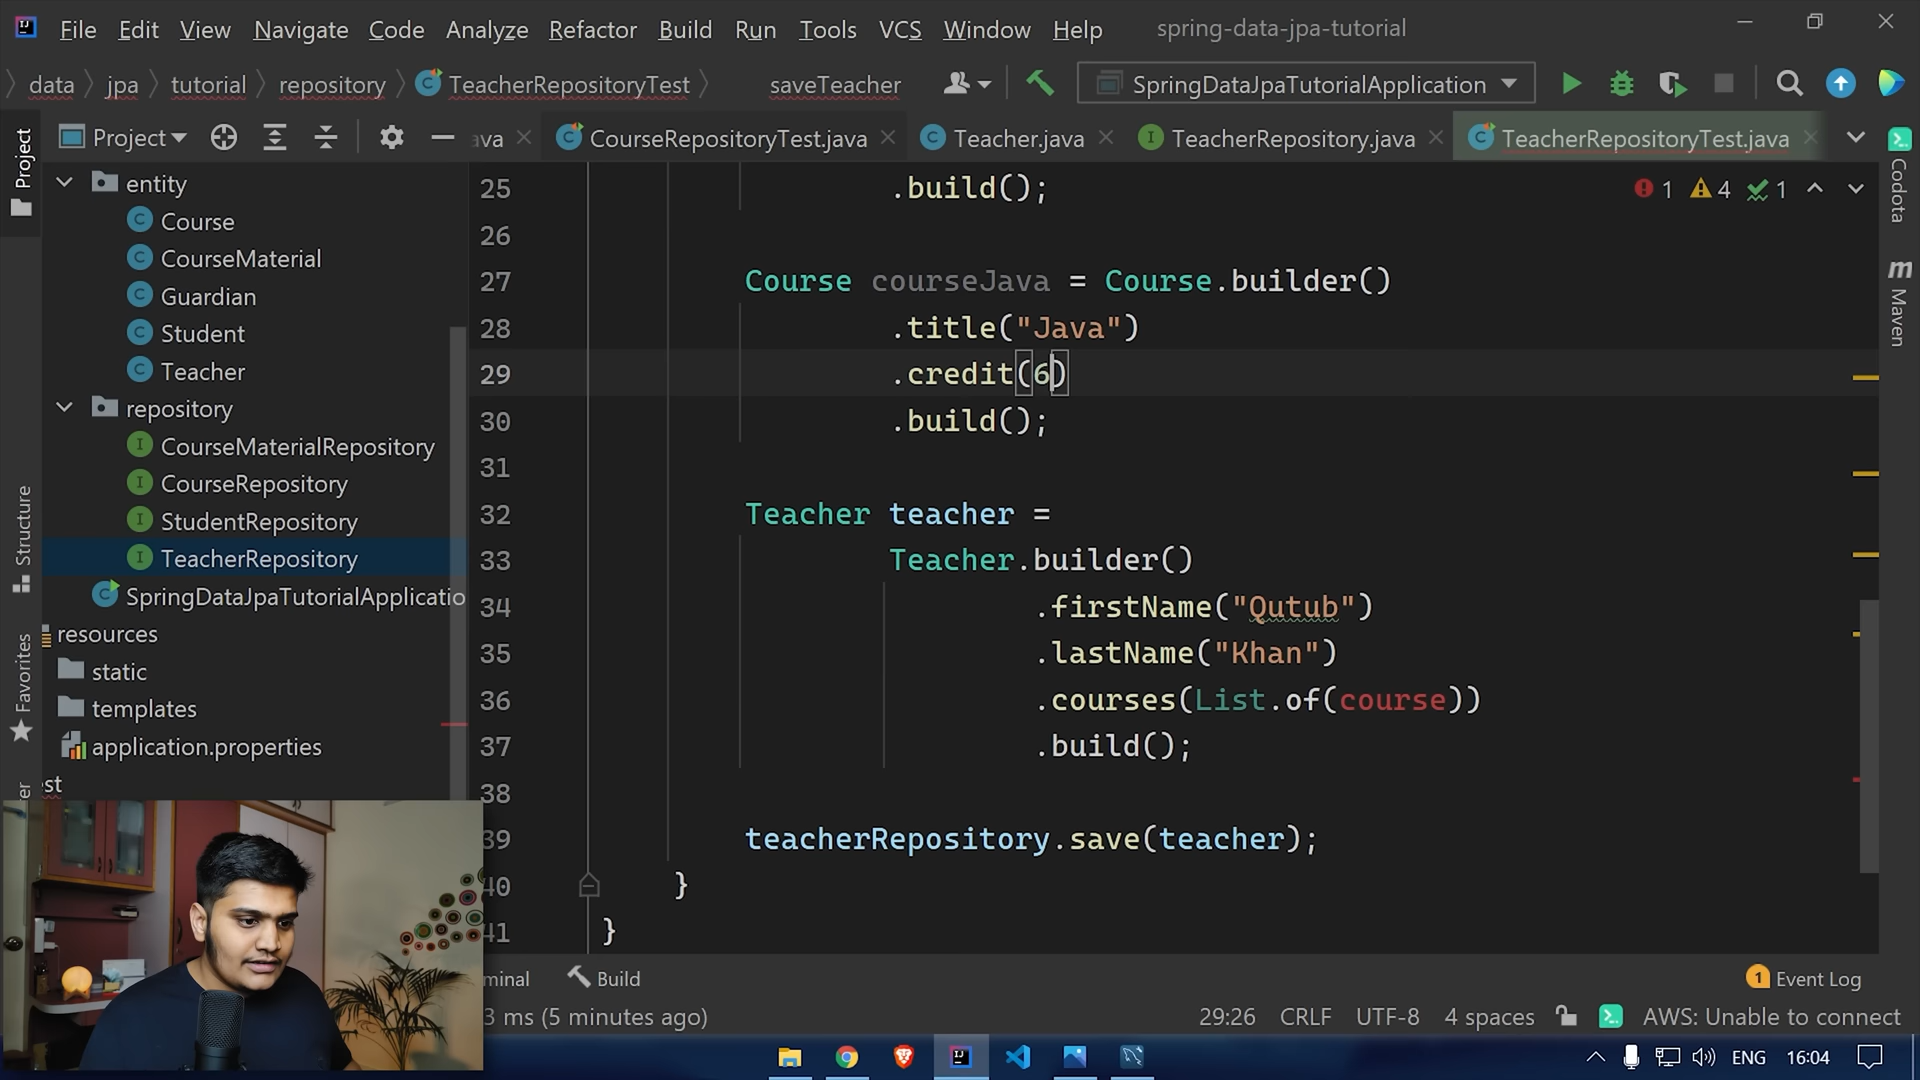 File Edit View Navigate Code Analyze Refactor Build Run Tools VCS Window Help spring-data-jpa-tutorial
data jpa tutorial repository TeacherRepositoryTest saveTeacher SpringDataJpaTutorialApplication
Project
ava CourseRepositoryTest.java Teacher.java TeacherRepository.java TeacherRepositoryTest.java
Project
Structure
Favorites
entity
Course
CourseMaterial
Guardian
Student
Teacher
repository
CourseMaterialRepository
CourseRepository
StudentRepository
TeacherRepository
SpringDataJpaTutorialApplicatio
resources
static
templates
application.properties
est
1 4 1
25 .build();
26
27 Course courseJava = Course.builder()
28 .title("Java")
29 .credit(6)
30 .build();
31
32 Teacher teacher =
33 Teacher.builder()
34 .firstName("Qutub")
35 .lastName("Khan")
36 .courses(List.of(course))
37 .build();
38
39 teacherRepository.save(teacher);
40 }
41 }
Codota
m Maven
minal Build Event Log
3 ms (5 minutes ago) 29:26 CRLF UTF-8 4 spaces AWS: Unable to connect
ENG 16:04